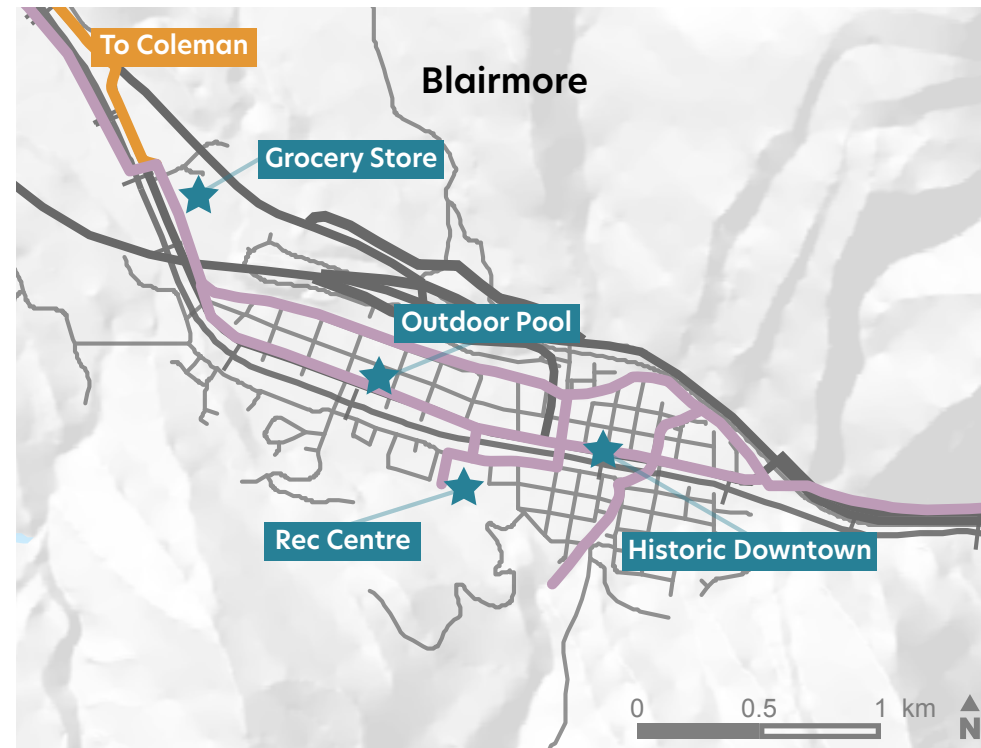 To Coleman
Blairmore
Grocery Store
Outdoor Pool
Rec Centre
Historic Downtown
0 0.5 1 km
N